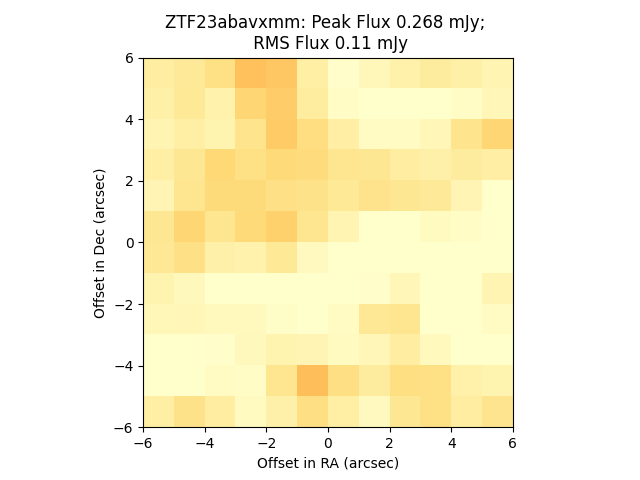 ZTF23abavxmm: Peak Flux 0.268 mJy;
RMS Flux 0.11 mJy
6
4
2
0
−2
−4
−6
Offset in Dec (arcsec)
−6 −4 −2 0 2 4 6
Offset in RA (arcsec)